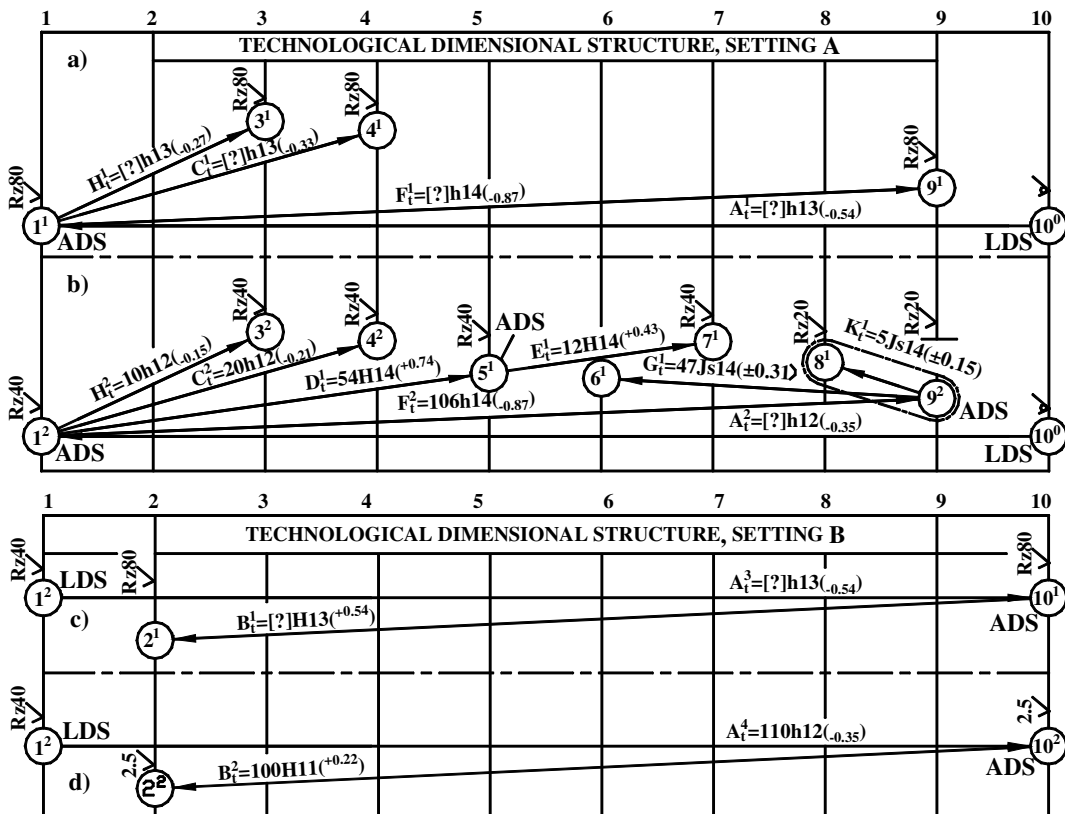 1 2 3 4 5 6 7 8 9 10
TECHNOLOGICAL DIMENSIONAL STRUCTURE, SETTING A
a)
Rz80 Rz80
3¹ 4¹
H¹ₜ=[?]h13(₋₀.₂₇)
C¹ₜ=[?]h13(₋₀.₃₃)
Rz80 Rz80
F¹ₜ=[?]h14(₋₀.₈₇) 9¹
A¹ₜ=[?]h13(₋₀.₅₄)
1¹ 10⁰
ADS LDS
b)
Rz40 Rz40 Rz40 ADS Rz40 Rz20 Rz20
K¹ₜ=5Js14(±0.15)
3² 4² 7¹ 8¹
H²ₜ=10h12(₋₀.₁₅)
C²ₜ=20h12(₋₀.₂₁)
E¹ₜ=12H14(⁺⁰·⁴³)
G¹ₜ=47Js14(±0.31)
D¹ₜ=54H14(⁺⁰·⁷⁴)
5¹ 6¹
Rz40 F²ₜ=106h14(₋₀.₈₇) 9² ADS
A²ₜ=[?]h12(₋₀.₃₅)
1² 10⁰
ADS LDS
1 2 3 4 5 6 7 8 9 10
TECHNOLOGICAL DIMENSIONAL STRUCTURE, SETTING B
Rz40 LDS Rz80 Rz80
A³ₜ=[?]h13(₋₀.₅₄)
1² 10¹
c) B¹ₜ=[?]H13(⁺⁰·⁵⁴) ADS
2¹
Rz40 LDS 2.5
A⁴ₜ=110h12(₋₀.₃₅)
1² 10²
2.5 B²ₜ=100H11(⁺⁰·²²) ADS
d) 2²